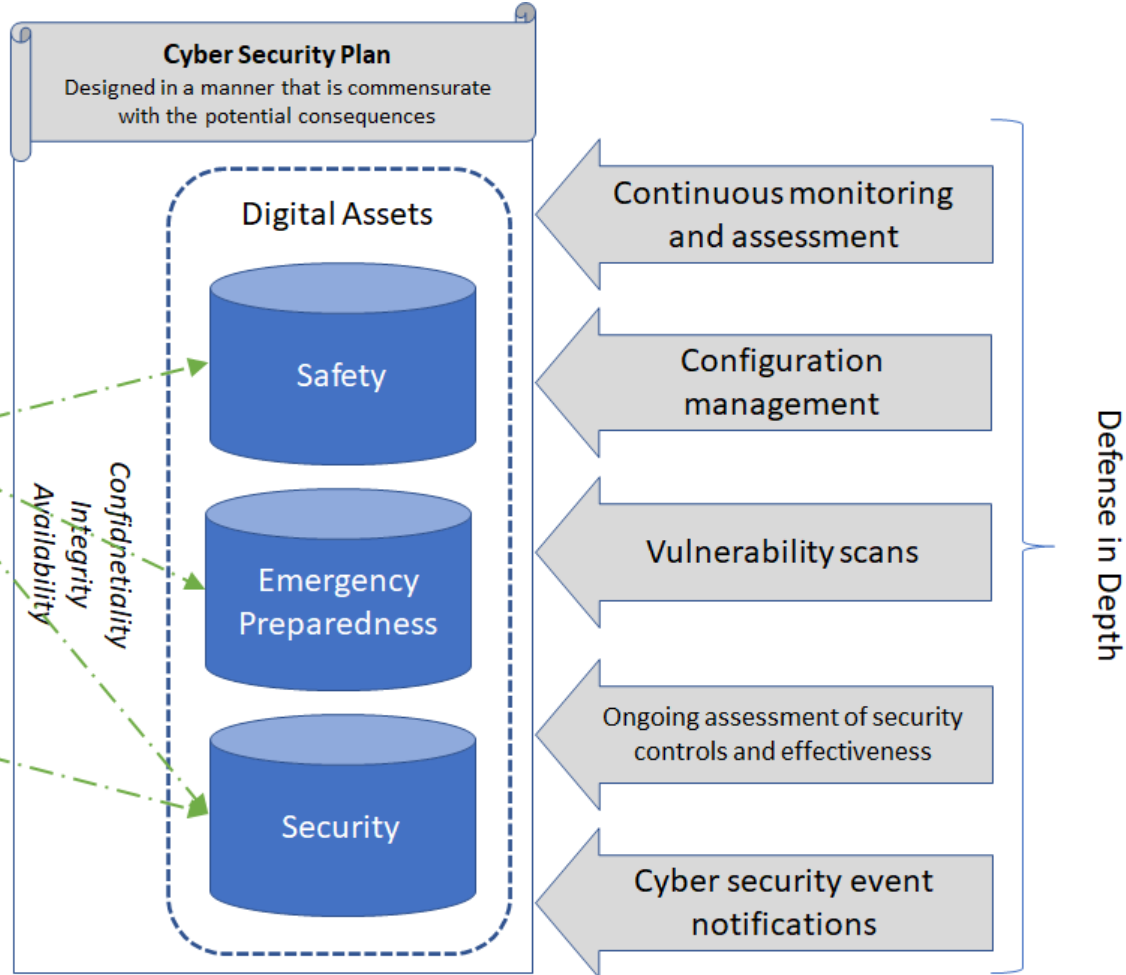 Cyber Security Plan
Designed in a manner that is commensurate
with the potential consequences
Digital Assets
Safety
Emergency
Preparedness
Security
Confidnetiality
Integrity
Availability
Continuous monitoring
and assessment
Configuration
management
Vulnerability scans
Ongoing assessment of security
controls and effectiveness
Cyber security event
notifications
Defense in Depth